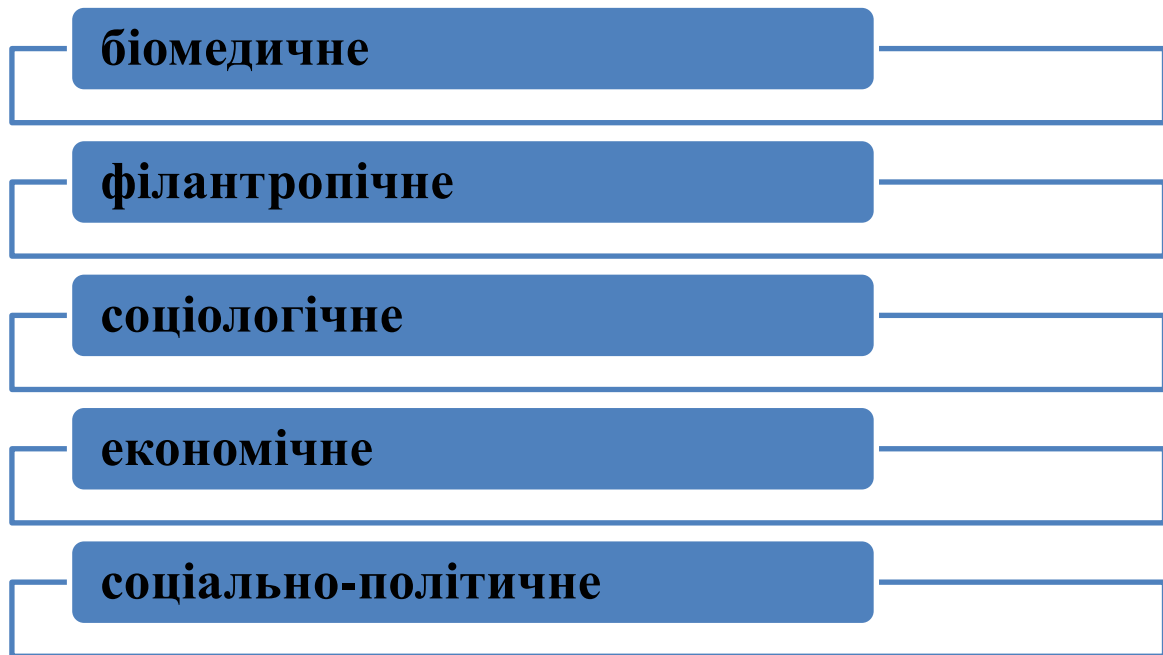 біомедичне
філантропічне
соціологічне
економічне
соціально-політичне